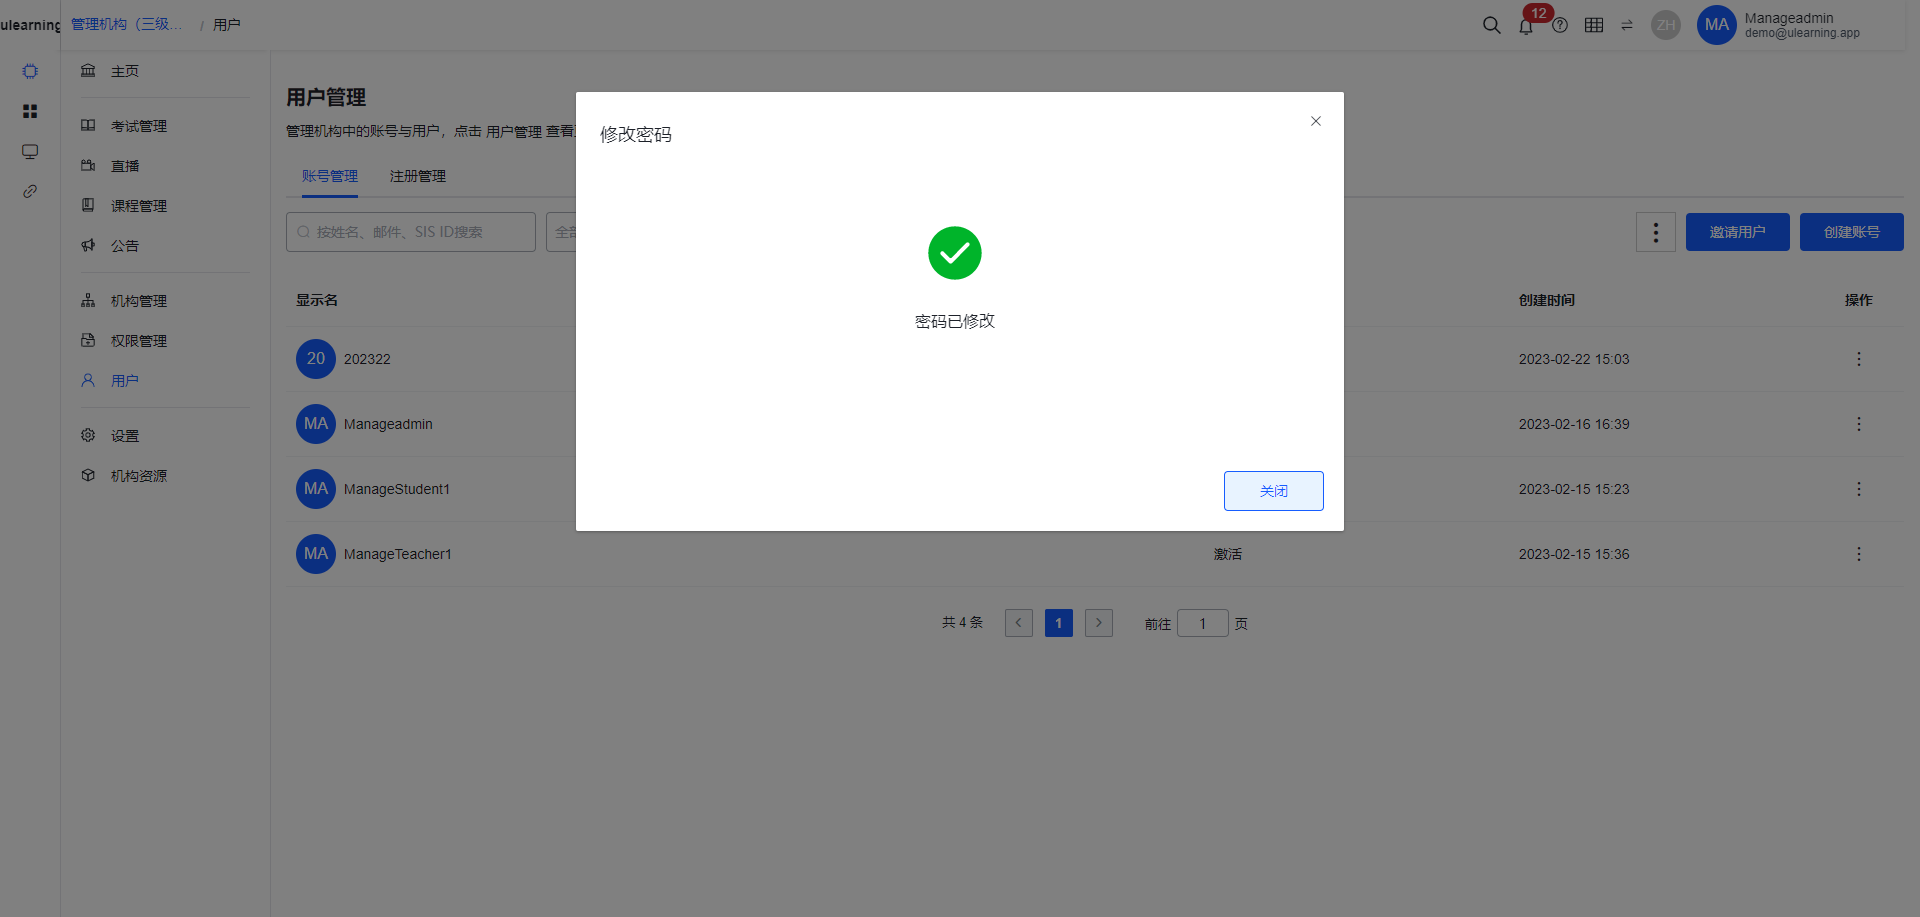 ulearning
管理机构（三级...
/ 用户
12
ZH
MA
Manageadmin
demo@ulearning.app
主页
考试管理
直播
课程管理
公告
机构管理
权限管理
用户
设置
机构资源
用户管理
管理机构中的账号与用户，点击 用户管理 查看
账号管理
注册管理
按姓名、邮件、SIS ID搜索
全部
邀请用户
创建账号
显示名
创建时间
操作
20
202322
2023-02-22 15:03
MA
Manageadmin
2023-02-16 16:39
MA
ManageStudent1
2023-02-15 15:23
MA
ManageTeacher1
激活
2023-02-15 15:36
共 4 条
1
前往
1
页
修改密码
密码已修改
关闭